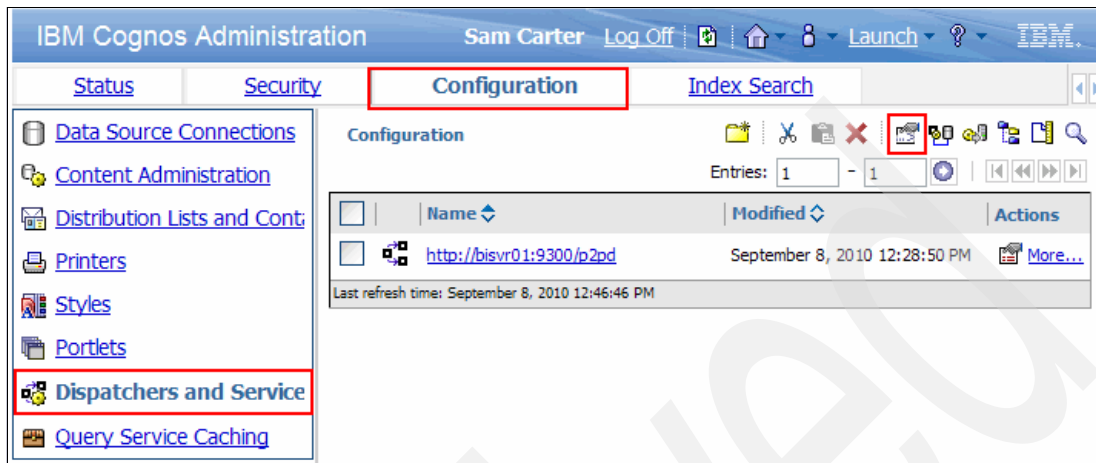 IBM Cognos Administration Sam Carter Log Off Launch ? IBM.
Status Security Configuration Index Search
Data Source Connections
Content Administration
Distribution Lists and Conta
Printers
Styles
Portlets
Dispatchers and Service
Query Service Caching
Configuration
Entries: 1 - 1
Name Modified Actions
http://bisvr01:9300/p2pd September 8, 2010 12:28:50 PM More...
Last refresh time: September 8, 2010 12:46:46 PM